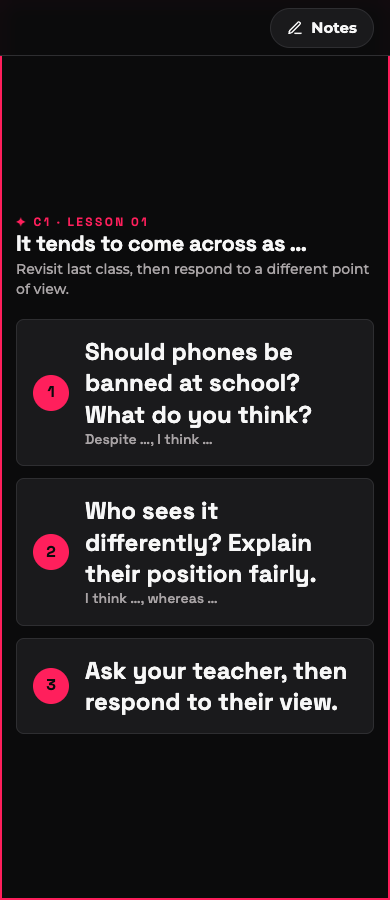 Notes
✦ C1 · LESSON 01
It tends to come across as …
Revisit last class, then respond to a different point
of view.
1
Should phones be
banned at school?
What do you think?
Despite …, I think …
2
Who sees it
differently? Explain
their position fairly.
I think …, whereas …
3
Ask your teacher, then
respond to their view.